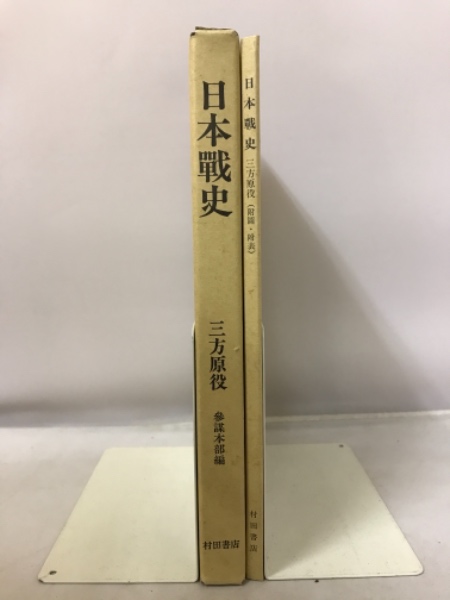 日本戰史
三方原役
參謀本部編
村田書店
日本戰史
三方原役（附圖・附表）
村田書店